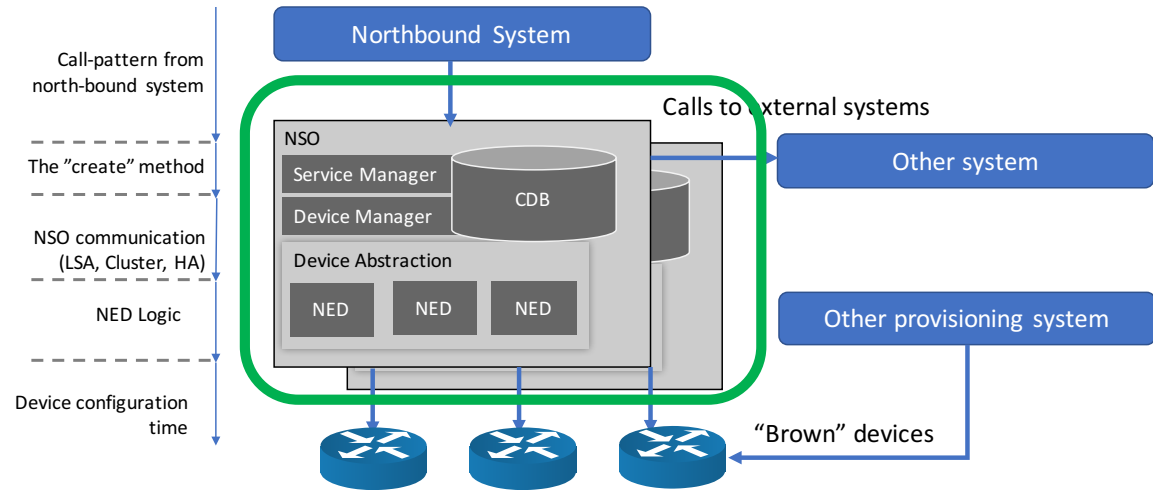 Northbound System
Call-pattern from
north-bound system
Calls to external systems
NSO
The ”create” method
Service Manager
Other system
CDB
Device Manager
NSO communication
(LSA, Cluster, HA)
Device Abstraction
NED Logic
NED
NED
NED
Other provisioning system
Device configuration
time
“Brown” devices